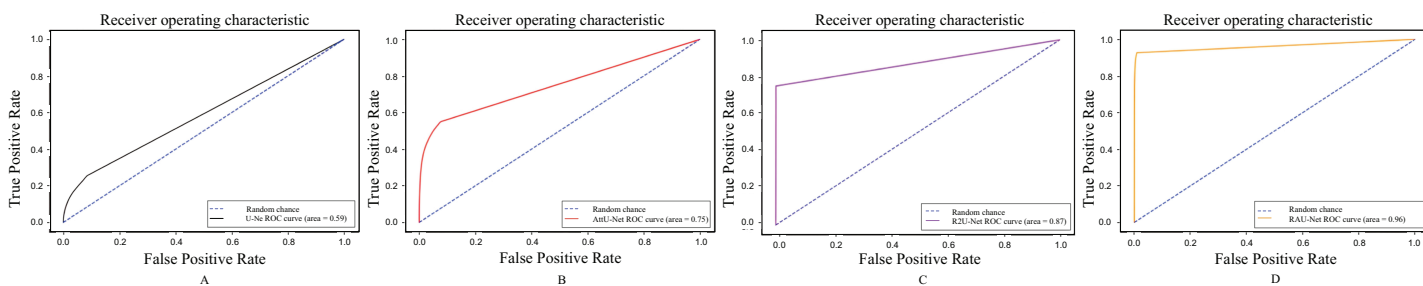 Receiver operating characteristic
1.0
0.8
0.6
0.4
0.2
0.0
True Positive Rate
Random chance
U-Ne ROC curve (area = 0.59)
0.0 0.2 0.4 0.6 0.8 1.0
False Positive Rate
A
Receiver operating characteristic
1.0
0.8
0.6
0.4
0.2
0.0
True Positive Rate
Random chance
AttU-Net ROC curve (area = 0.75)
0.0 0.2 0.4 0.6 0.8 1.0
False Positive Rate
B
Receiver operating characteristic
1.0
0.8
0.6
0.4
0.2
0.0
True Positive Rate
Random chance
R2U-Net ROC curve (area = 0.87)
0.0 0.2 0.4 0.6 0.8 1.0
False Positive Rate
C
Receiver operating characteristic
1.0
0.8
0.6
0.4
0.2
0.0
True Positive Rate
Random chance
RAU-Net ROC curve (area = 0.96)
0.0 0.2 0.4 0.6 0.8 1.0
False Positive Rate
D